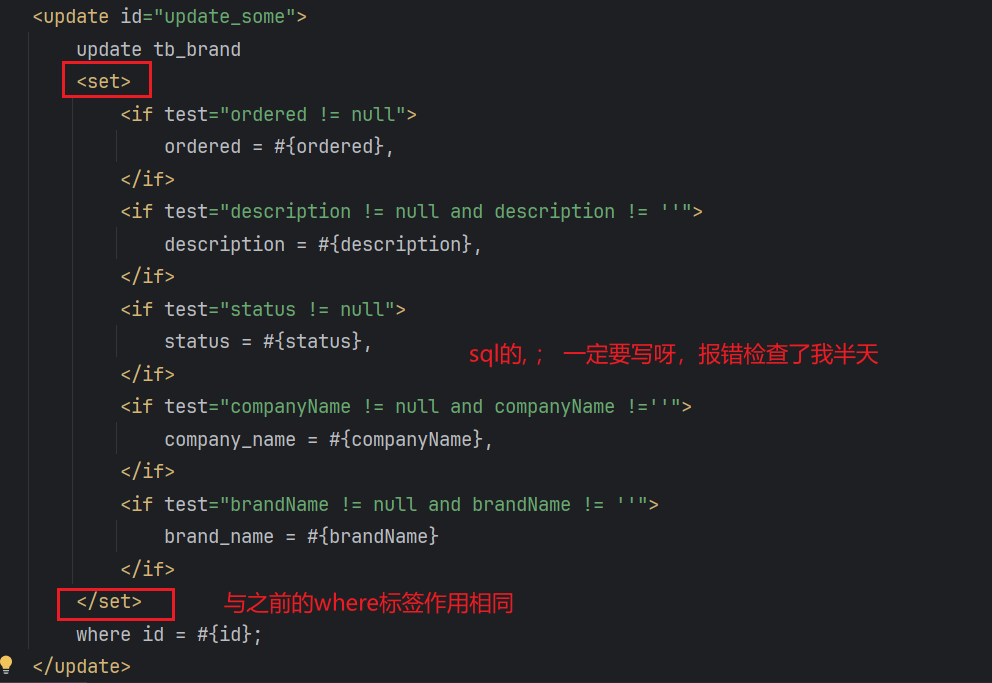 <update id="update_some">
update tb_brand
<set>
<if test="ordered != null">
ordered = #{ordered},
</if>
<if test="description != null and description != ''">
description = #{description},
</if>
<if test="status != null">
status = #{status},
sql的, ； 一定要写呀，报错检查了我半天
</if>
<if test="companyName != null and companyName !=''">
company_name = #{companyName},
</if>
<if test="brandName != null and brandName != ''">
brand_name = #{brandName}
</if>
</set> 与之前的where标签作用相同
where id = #{id};
</update>